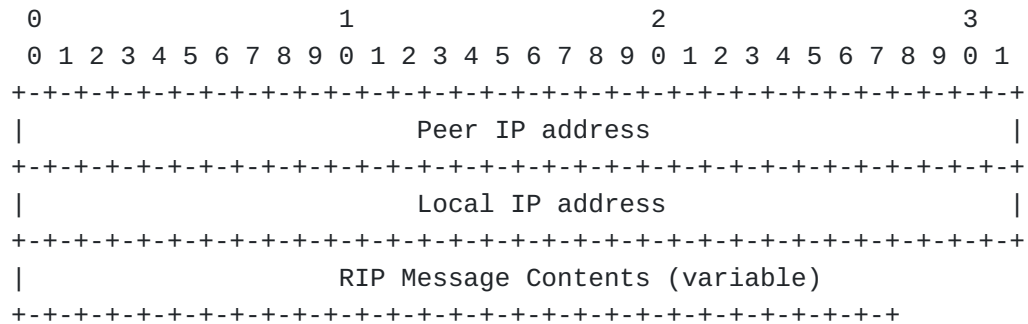 0                   1                   2                   3
 0 1 2 3 4 5 6 7 8 9 0 1 2 3 4 5 6 7 8 9 0 1 2 3 4 5 6 7 8 9 0 1
+-+-+-+-+-+-+-+-+-+-+-+-+-+-+-+-+-+-+-+-+-+-+-+-+-+-+-+-+-+-+-+-+
|                         Peer IP address                       |
+-+-+-+-+-+-+-+-+-+-+-+-+-+-+-+-+-+-+-+-+-+-+-+-+-+-+-+-+-+-+-+-+
|                         Local IP address                      |
+-+-+-+-+-+-+-+-+-+-+-+-+-+-+-+-+-+-+-+-+-+-+-+-+-+-+-+-+-+-+-+-+
|                    RIP Message Contents (variable)
+-+-+-+-+-+-+-+-+-+-+-+-+-+-+-+-+-+-+-+-+-+-+-+-+-+-+-+-+